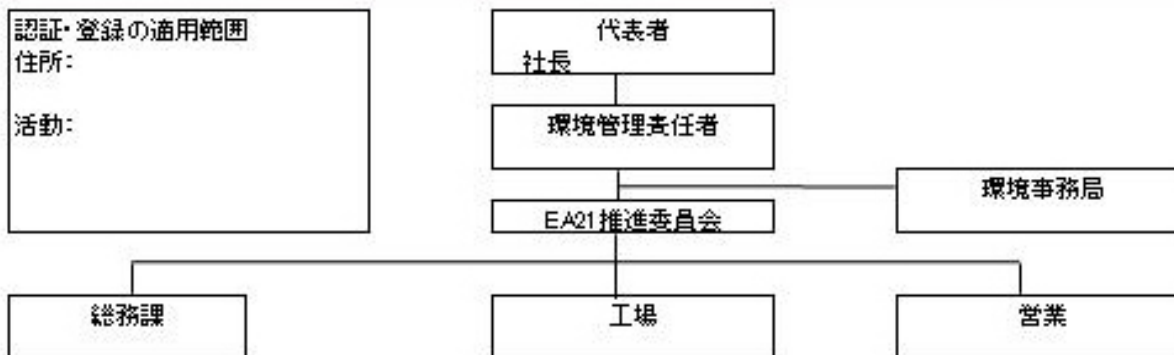 認証・登録の適用範囲
住所:
活動:
代表者
社長
環境管理責任者
環境事務局
EA21推進委員会
総務課
工場
営業